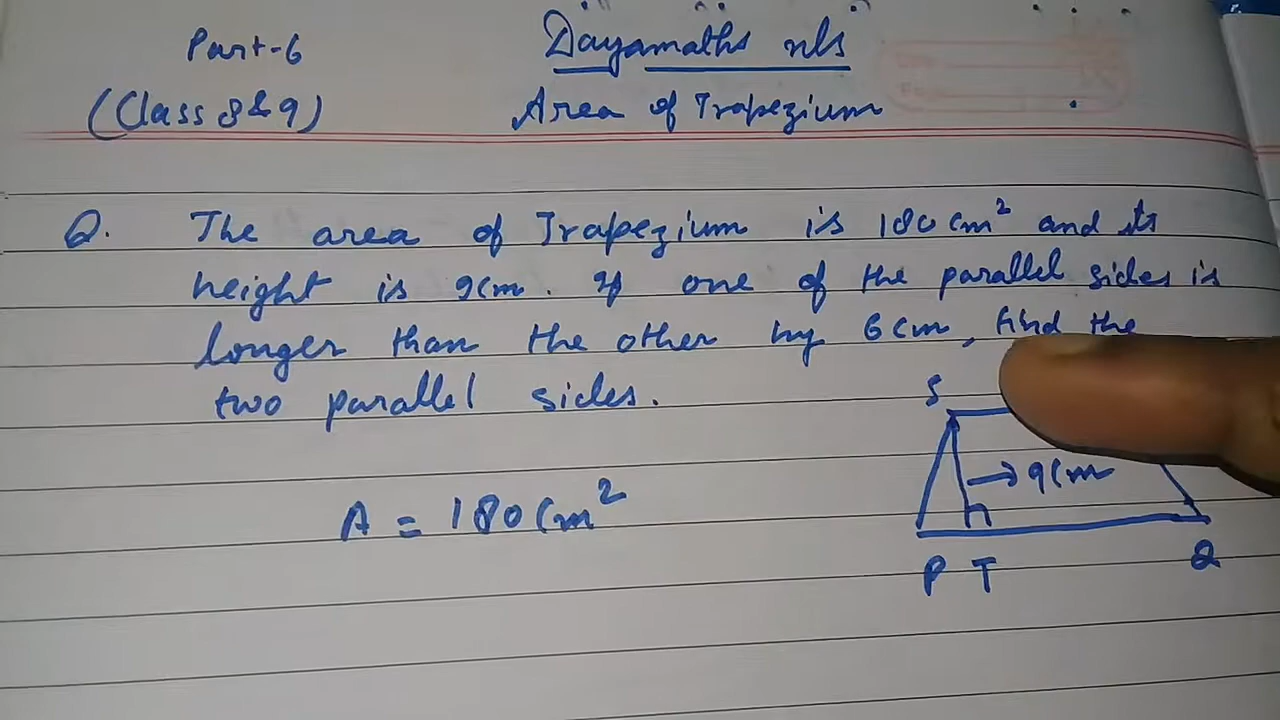 Part-6
(Class 8 & 9)
Dayamaths nls
Area of Trapezium
Q. The area of Trapezium is 180 cm² and its
height is 9cm. If one of the parallel sides is
longer than the other by 6cm, find the
two parallel sides.
S
→ 9cm
A = 180 cm²
P T Q